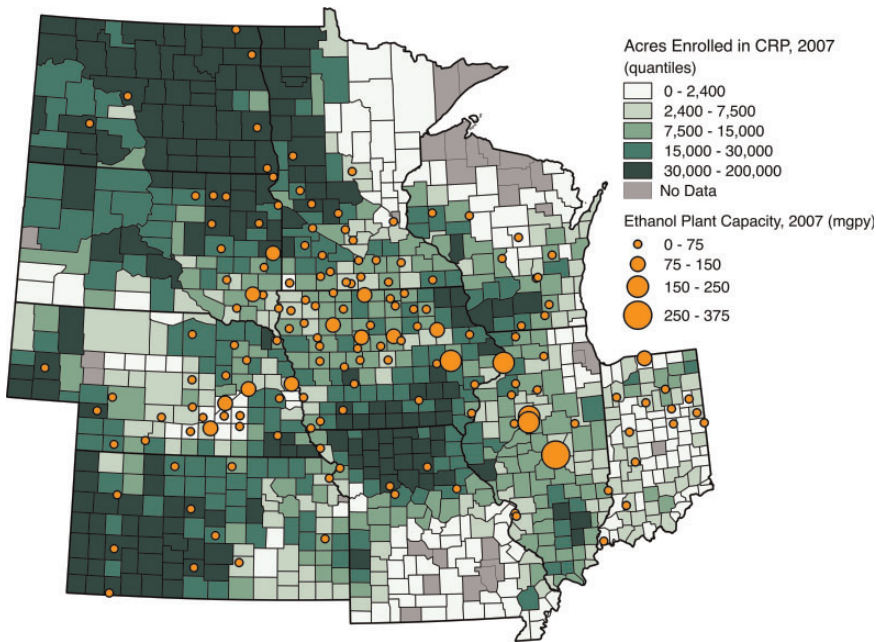 Acres Enrolled in CRP, 2007
(quantiles)
0 - 2,400
2,400 - 7,500
7,500 - 15,000
15,000 - 30,000
30,000 - 200,000
No Data
Ethanol Plant Capacity, 2007 (mgpy)
0 - 75
75 - 150
150 - 250
250 - 375